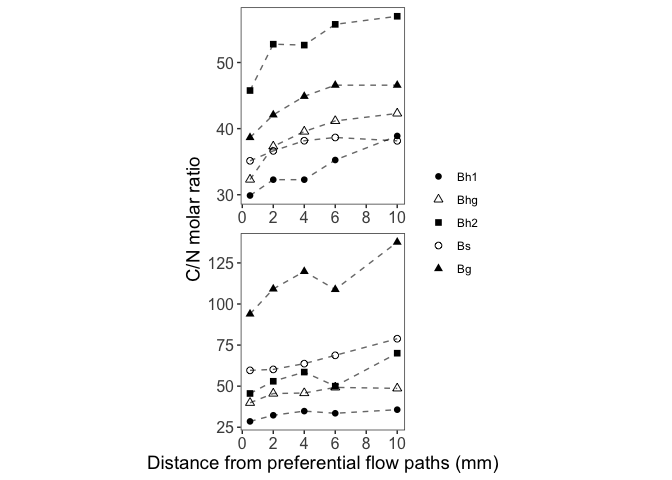 50
40
30
0 2 4 6 8 10
C/N molar ratio
Bh1
Bhg
Bh2
Bs
Bg
125
100
75
50
25
0 2 4 6 8 10
Distance from preferential flow paths (mm)